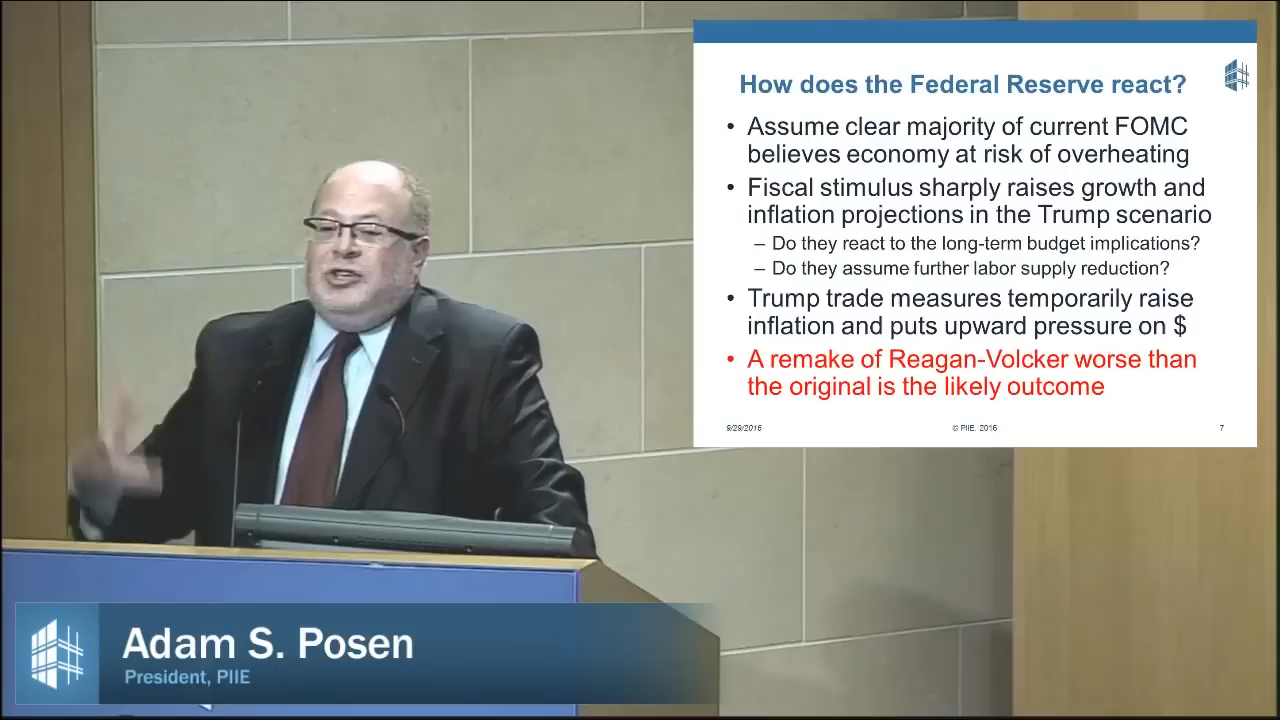 How does the Federal Reserve react?
• Assume clear majority of current FOMC
believes economy at risk of overheating
• Fiscal stimulus sharply raises growth and
inflation projections in the Trump scenario
– Do they react to the long-term budget implications?
– Do they assume further labor supply reduction?
• Trump trade measures temporarily raise
inflation and puts upward pressure on $
• A remake of Reagan-Volcker worse than
the original is the likely outcome
9/29/2016
© PIIE, 2016
7
Adam S. Posen
President, PIIE